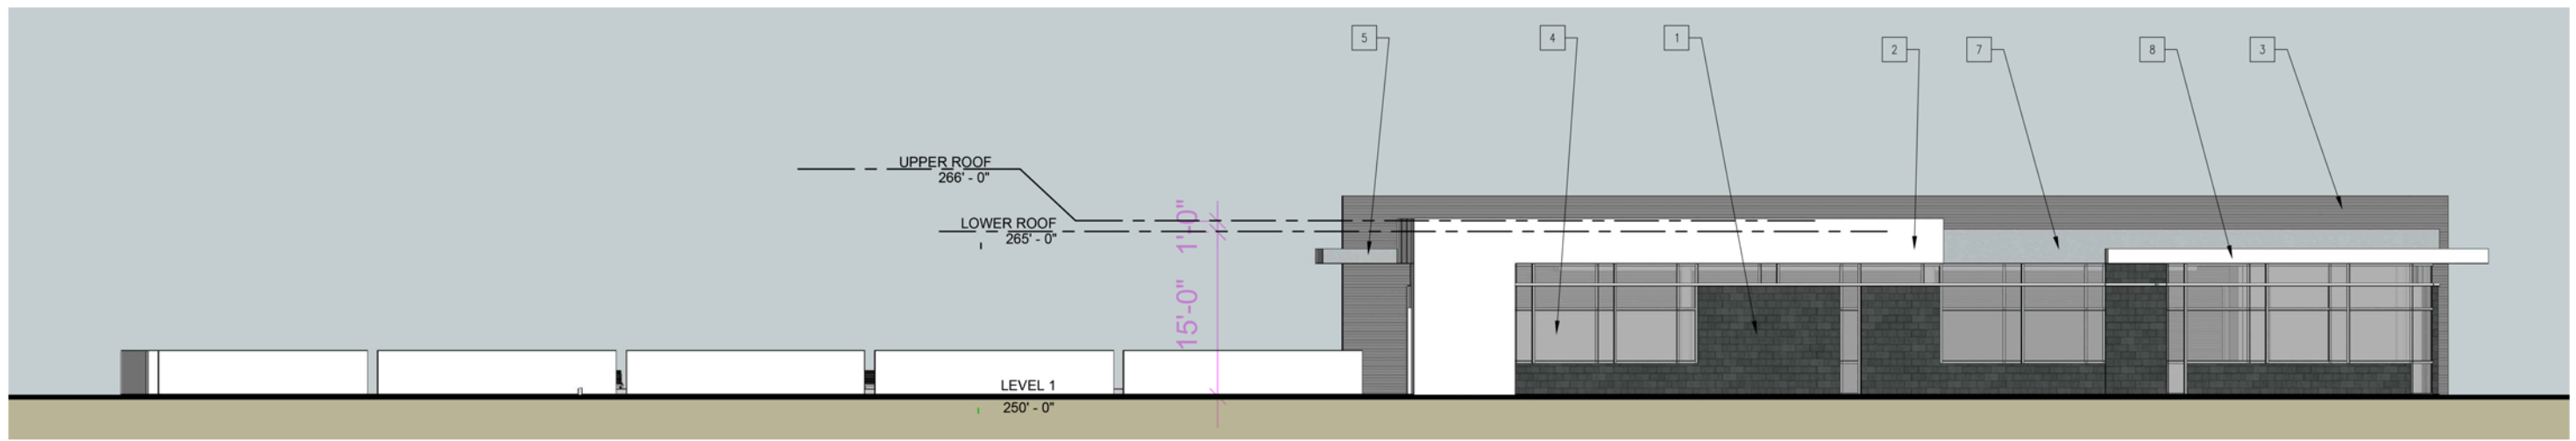 5
4
1
2
7
8
3
UPPER ROOF
266' - 0"
LOWER ROOF
265' - 0"
1'-0"
15'-0"
LEVEL 1
250' - 0"